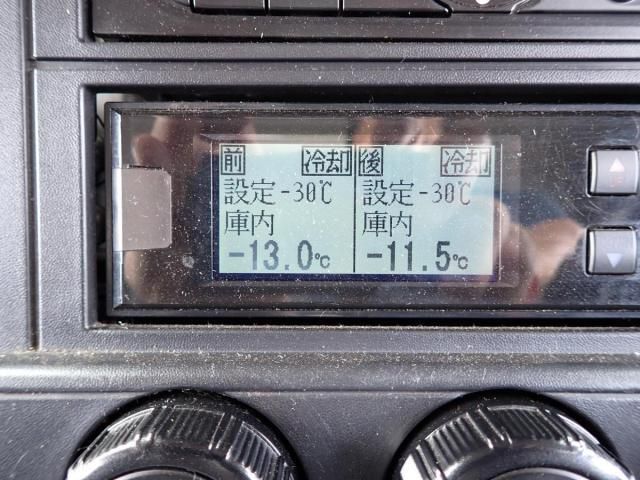 前 冷却 後 冷却
設定-30℃ 設定-30℃
庫内 庫内
-13.0℃ -11.5℃